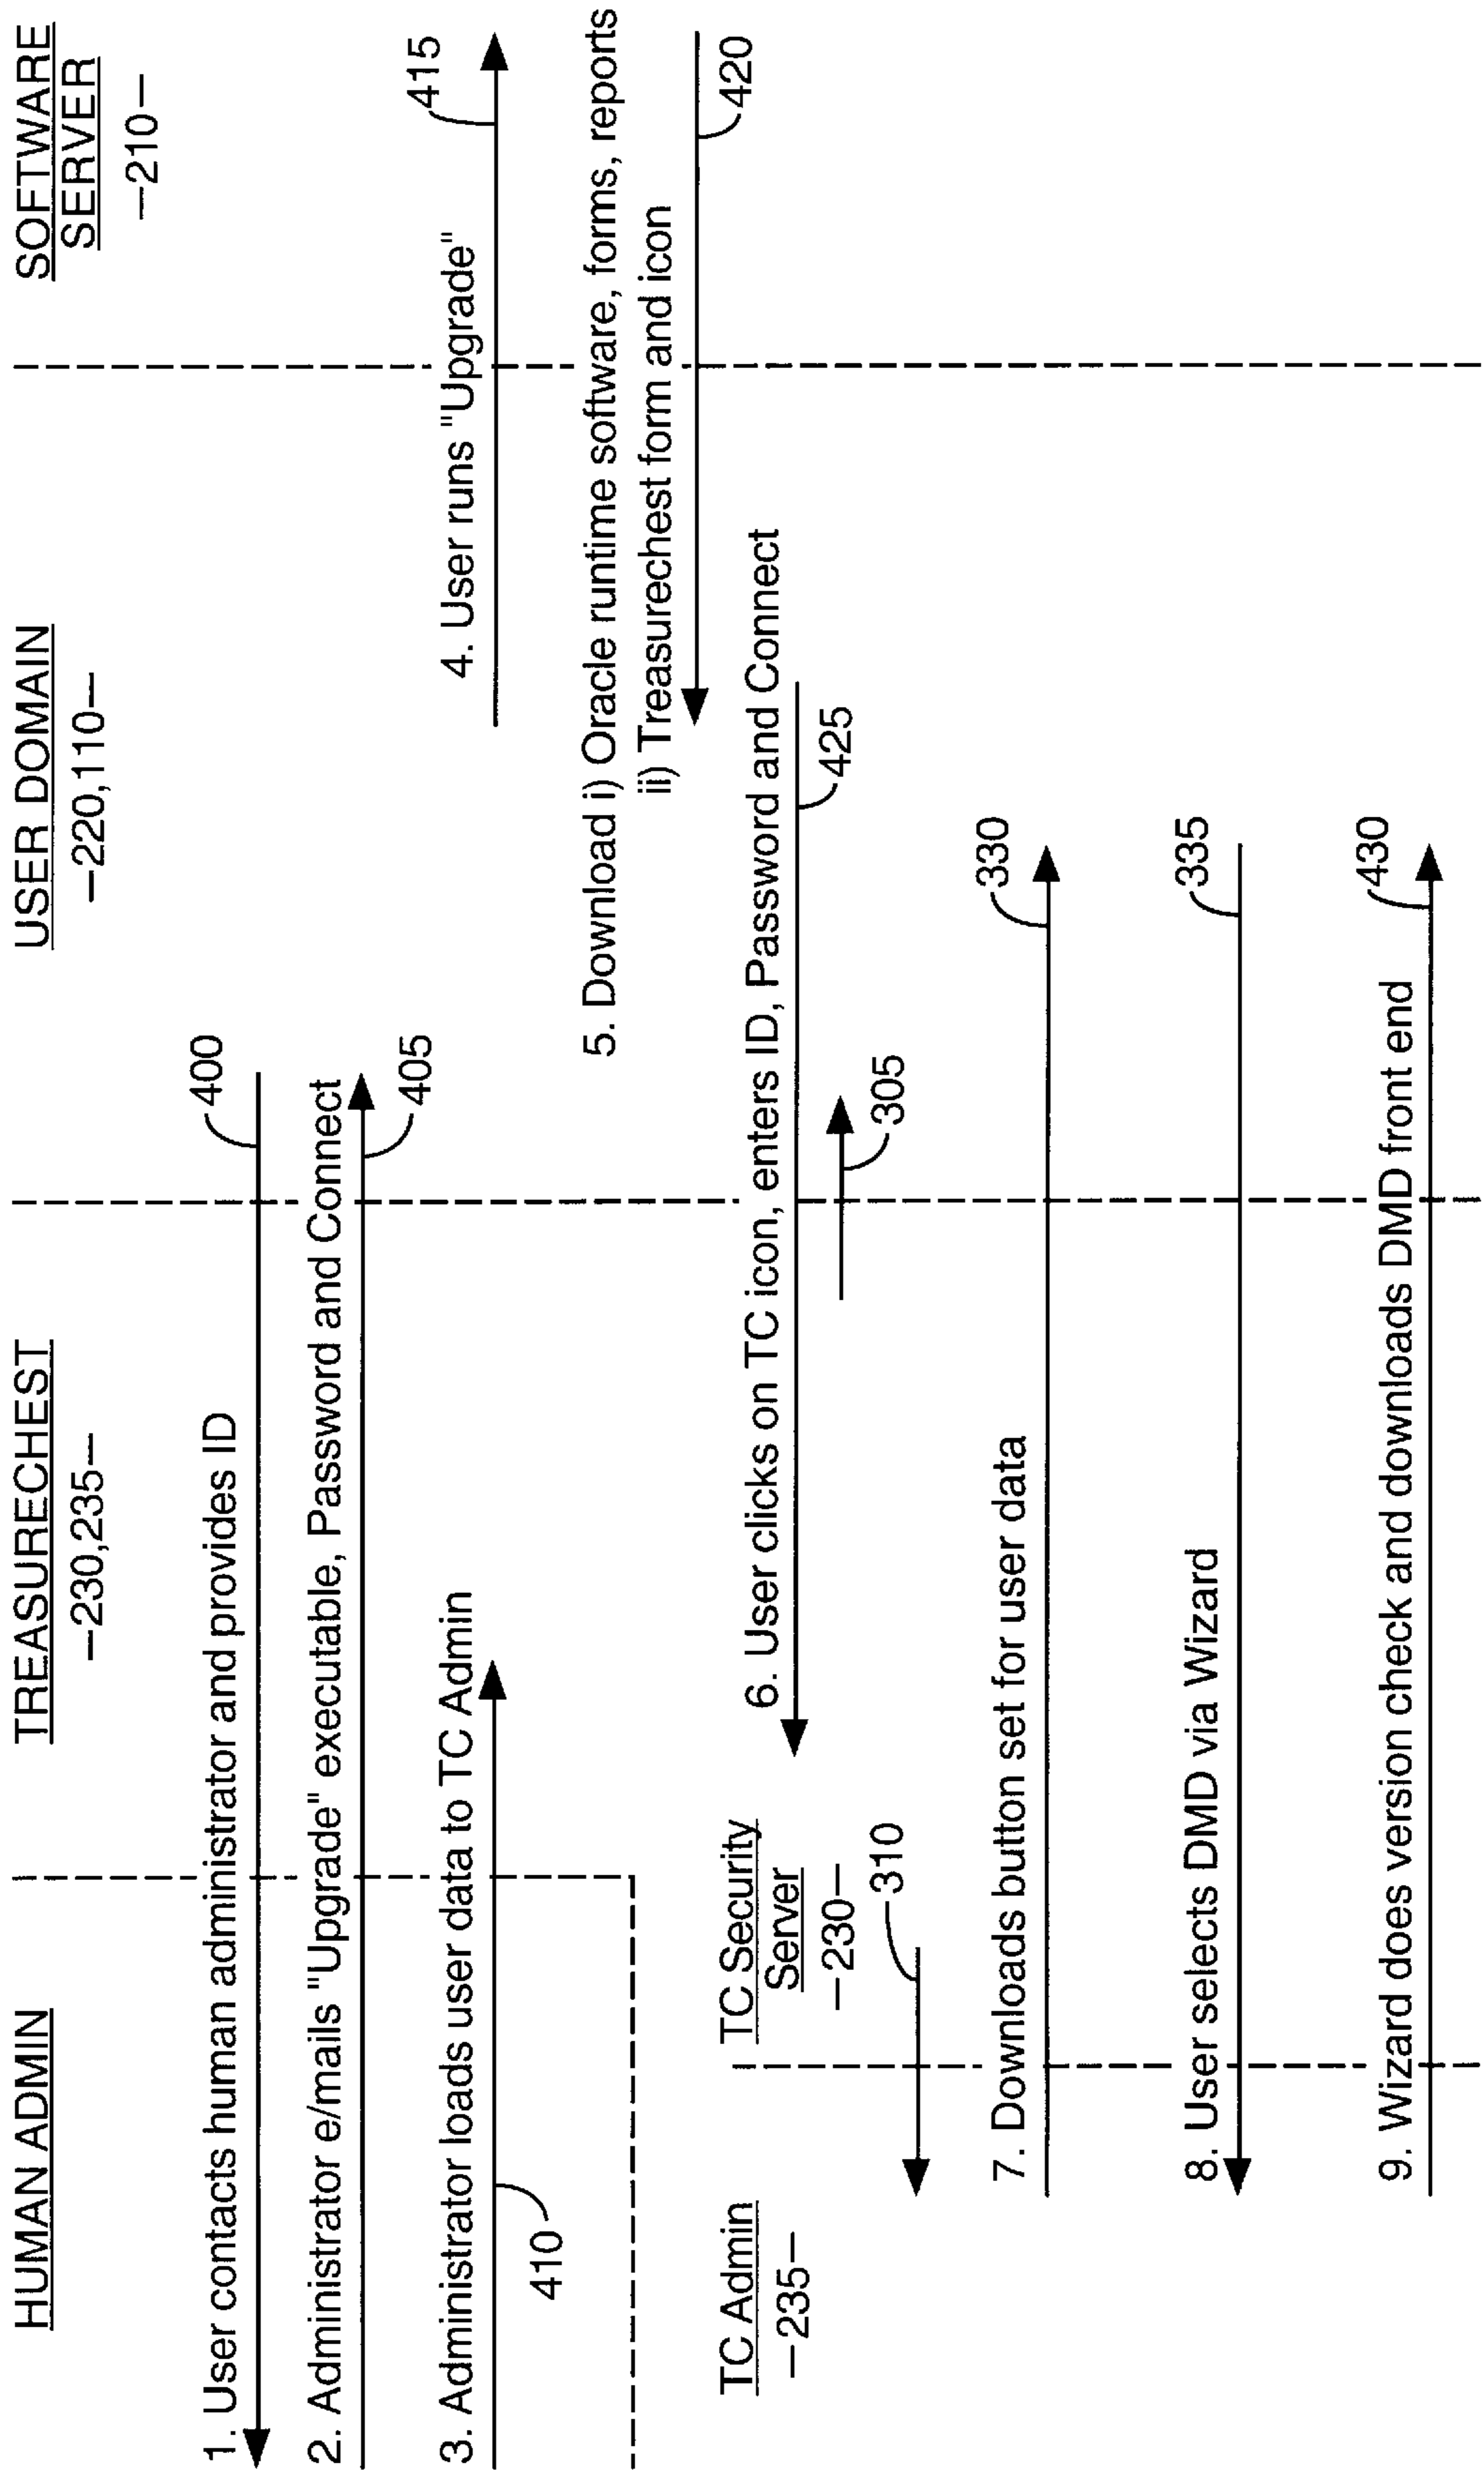 HUMAN ADMIN
TREASURECHEST
—230,235—
USER DOMAIN
—220,110—
SOFTWARE
SERVER
—210—
1. User contacts human administrator and provides ID
400
2. Administrator e/mails "Upgrade" executable, Password and Connect
405
3. Administrator loads user data to TC Admin
410
4. User runs "Upgrade"
415
5. Download i) Oracle runtime software, forms, reports
ii) Treasurechest form and icon
420
TC Admin
—235—
TC Security
Server
—230—
6. User clicks on TC icon, enters ID, Password and Connect
425
305
310
7. Downloads button set for user data
330
8. User selects DMD via Wizard
335
9. Wizard does version check and downloads DMD front end
430